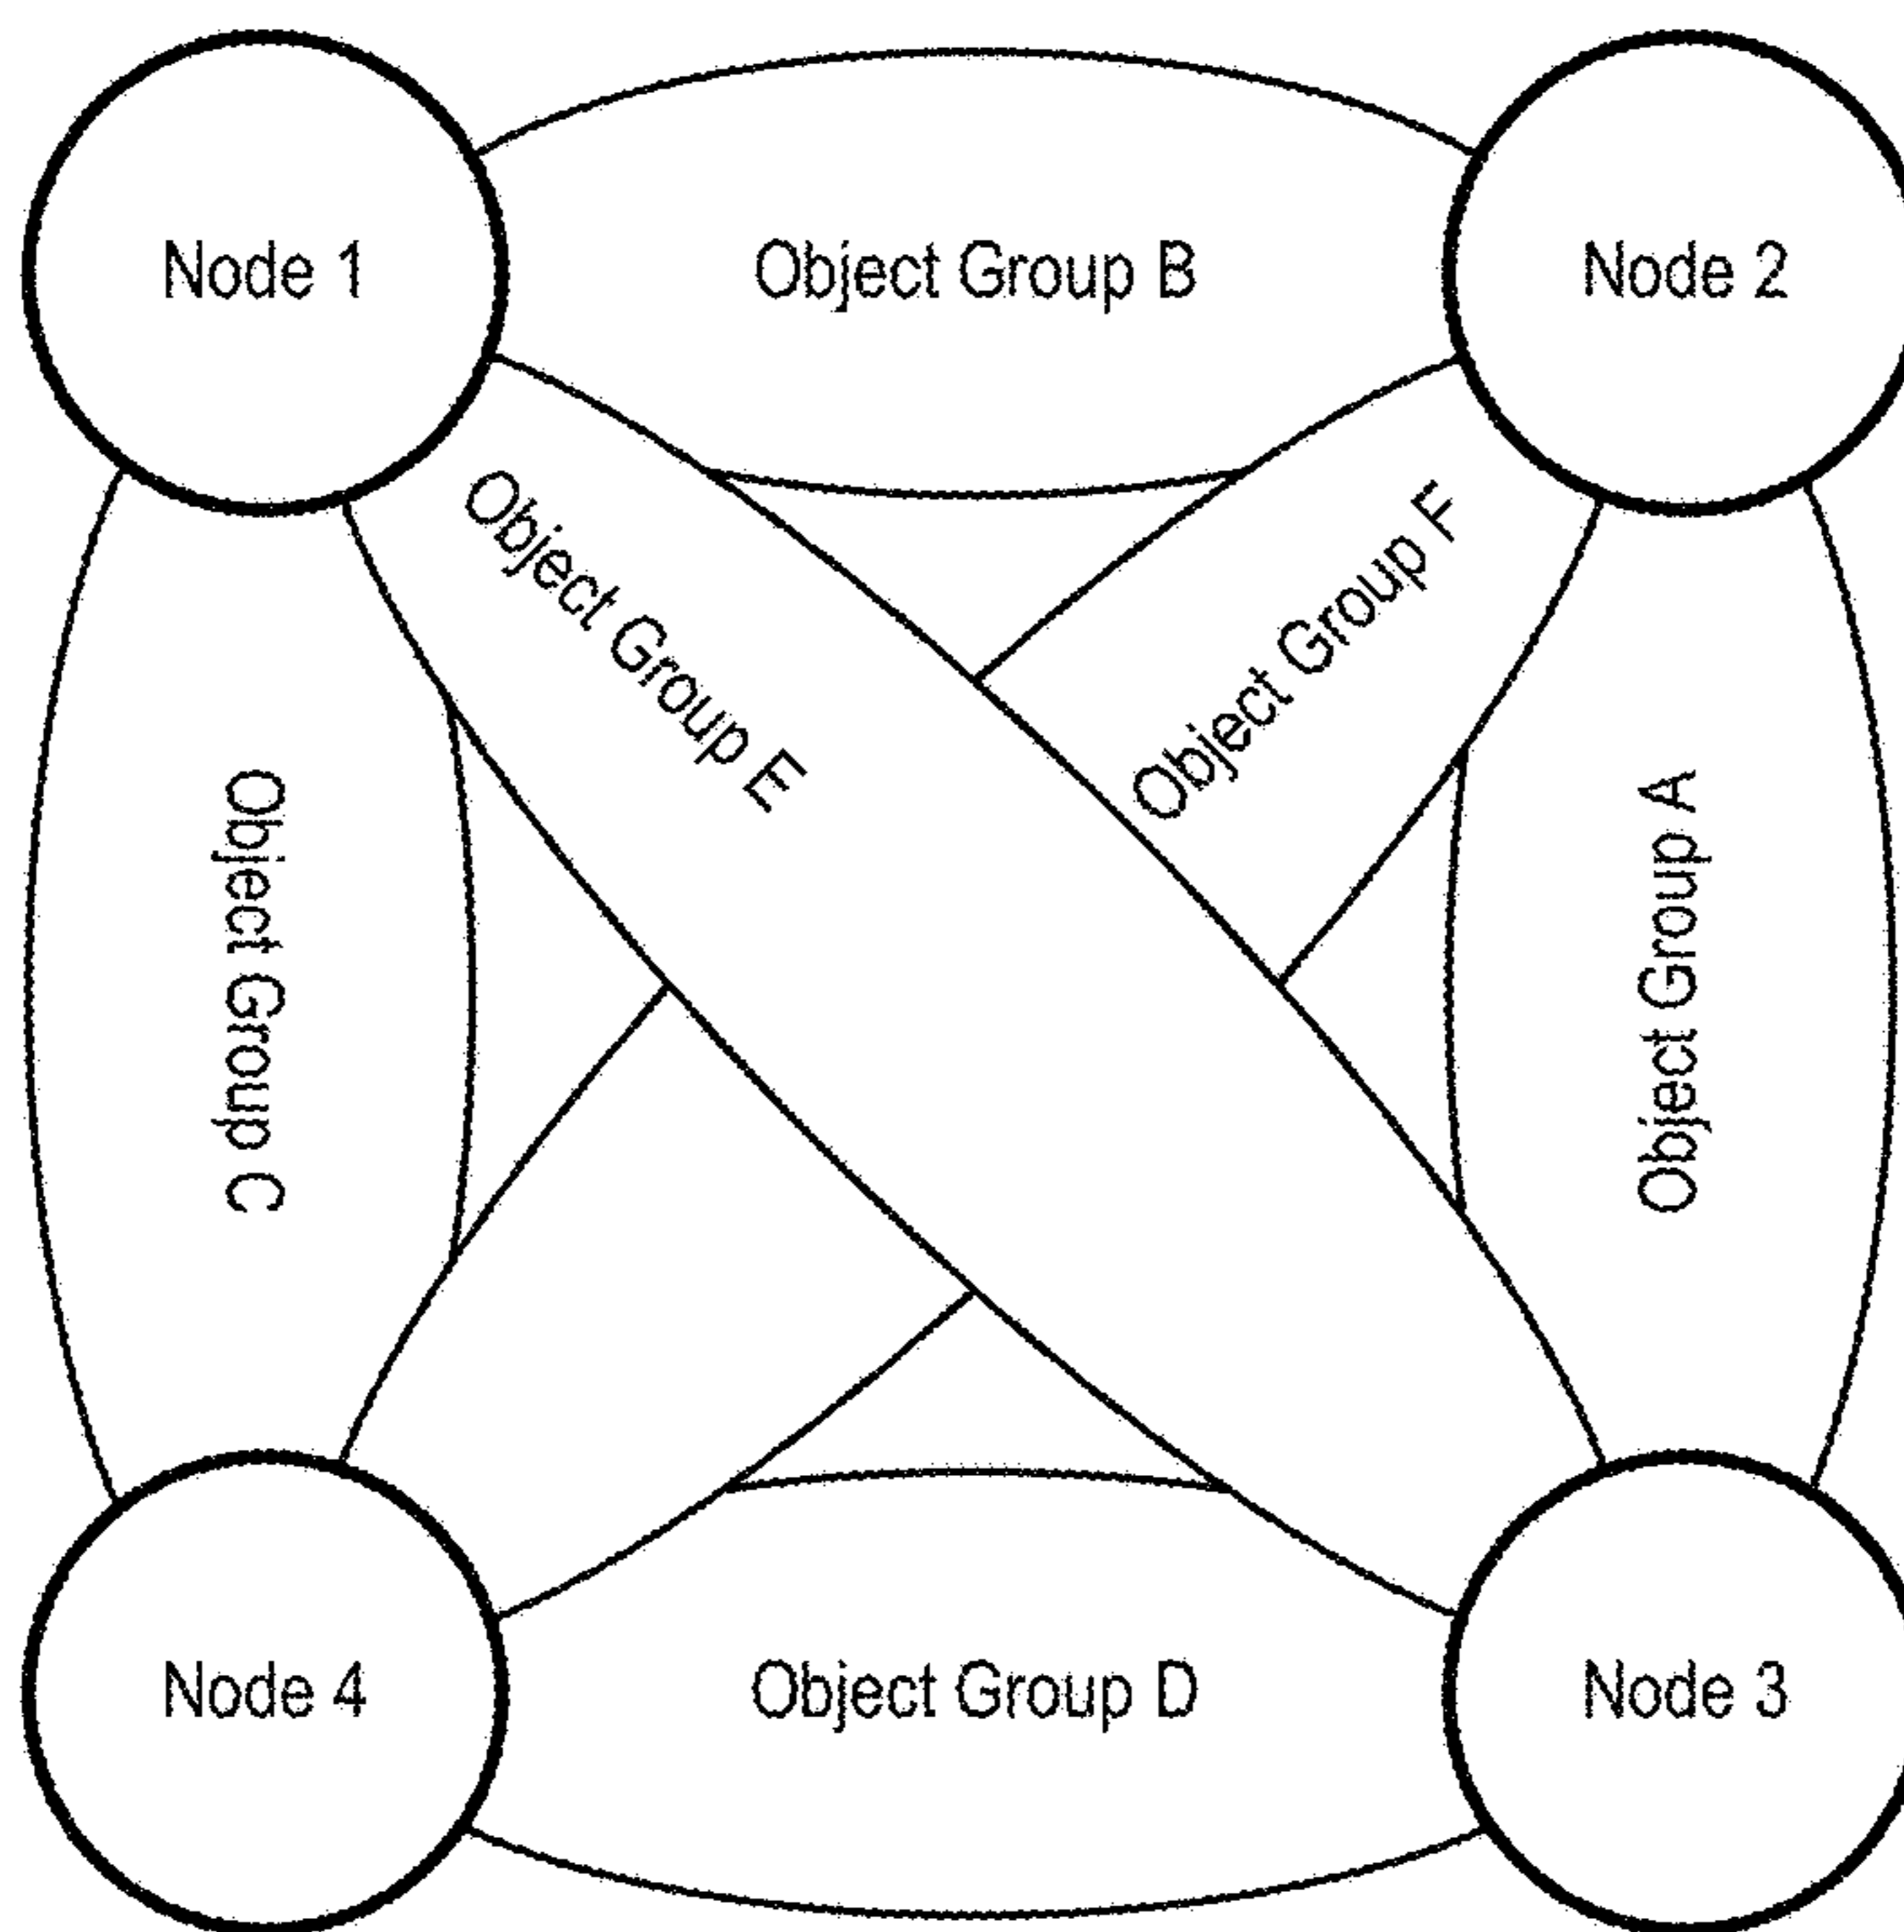 Node 1
Object Group B
Node 2
Object Group E
Object Group F
Object Group C
Object Group A
Node 4
Object Group D
Node 3